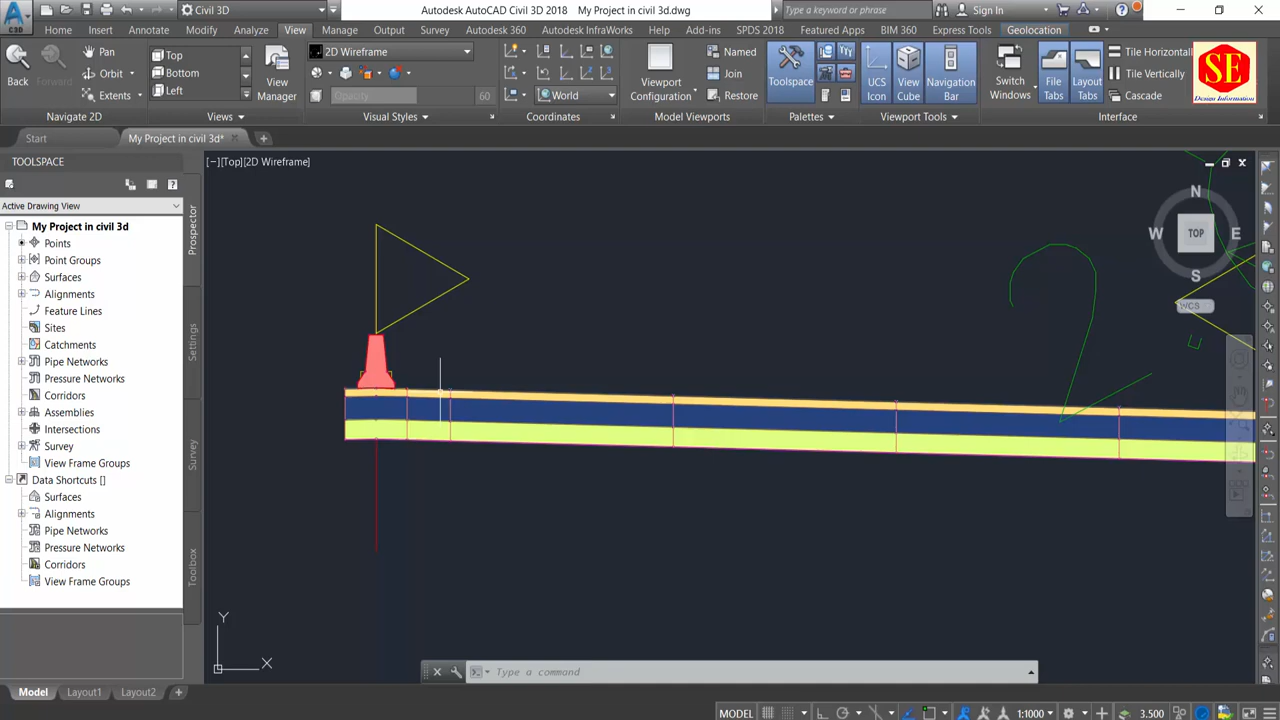 Civil 3D
Autodesk AutoCAD Civil 3D 2018 My Project in civil 3d.dwg
Type a keyword or phrase
Sign In
Home Insert Annotate Modify Analyze View Manage Output Survey Autodesk 360 InfraWorks Help Add-ins SPDS 2018 Featured Apps BIM 360 Express Tools Geolocation
Back
Forward
Pan
Orbit
Extents
Navigate 2D
Top
Bottom
Left
View Manager
Views
2D Wireframe
Opacity 60
Visual Styles
World
Coordinates
Viewport Configuration
Named
Join
Restore
Model Viewports
Toolspace
Palettes
UCS Icon
View Cube
Navigation Bar
Viewport Tools
Switch Windows
File Tabs
Layout Tabs
Tile Horizontal
Tile Vertically
Cascade
Interface
SE
Design Information
Start
My Project in civil 3d*
TOOLSPACE
Active Drawing View
My Project in civil 3d
Points
Point Groups
Surfaces
Alignments
Feature Lines
Sites
Catchments
Pipe Networks
Pressure Networks
Corridors
Assemblies
Intersections
Survey
View Frame Groups
Data Shortcuts []
Surfaces
Alignments
Pipe Networks
Pressure Networks
Corridors
View Frame Groups
Prospector
Settings
Survey
Toolbox
[−][Top][2D Wireframe]
N
W TOP E
S
WCS
2
Y
X
Type a command
Model Layout1 Layout2
MODEL
1:1000
3.500